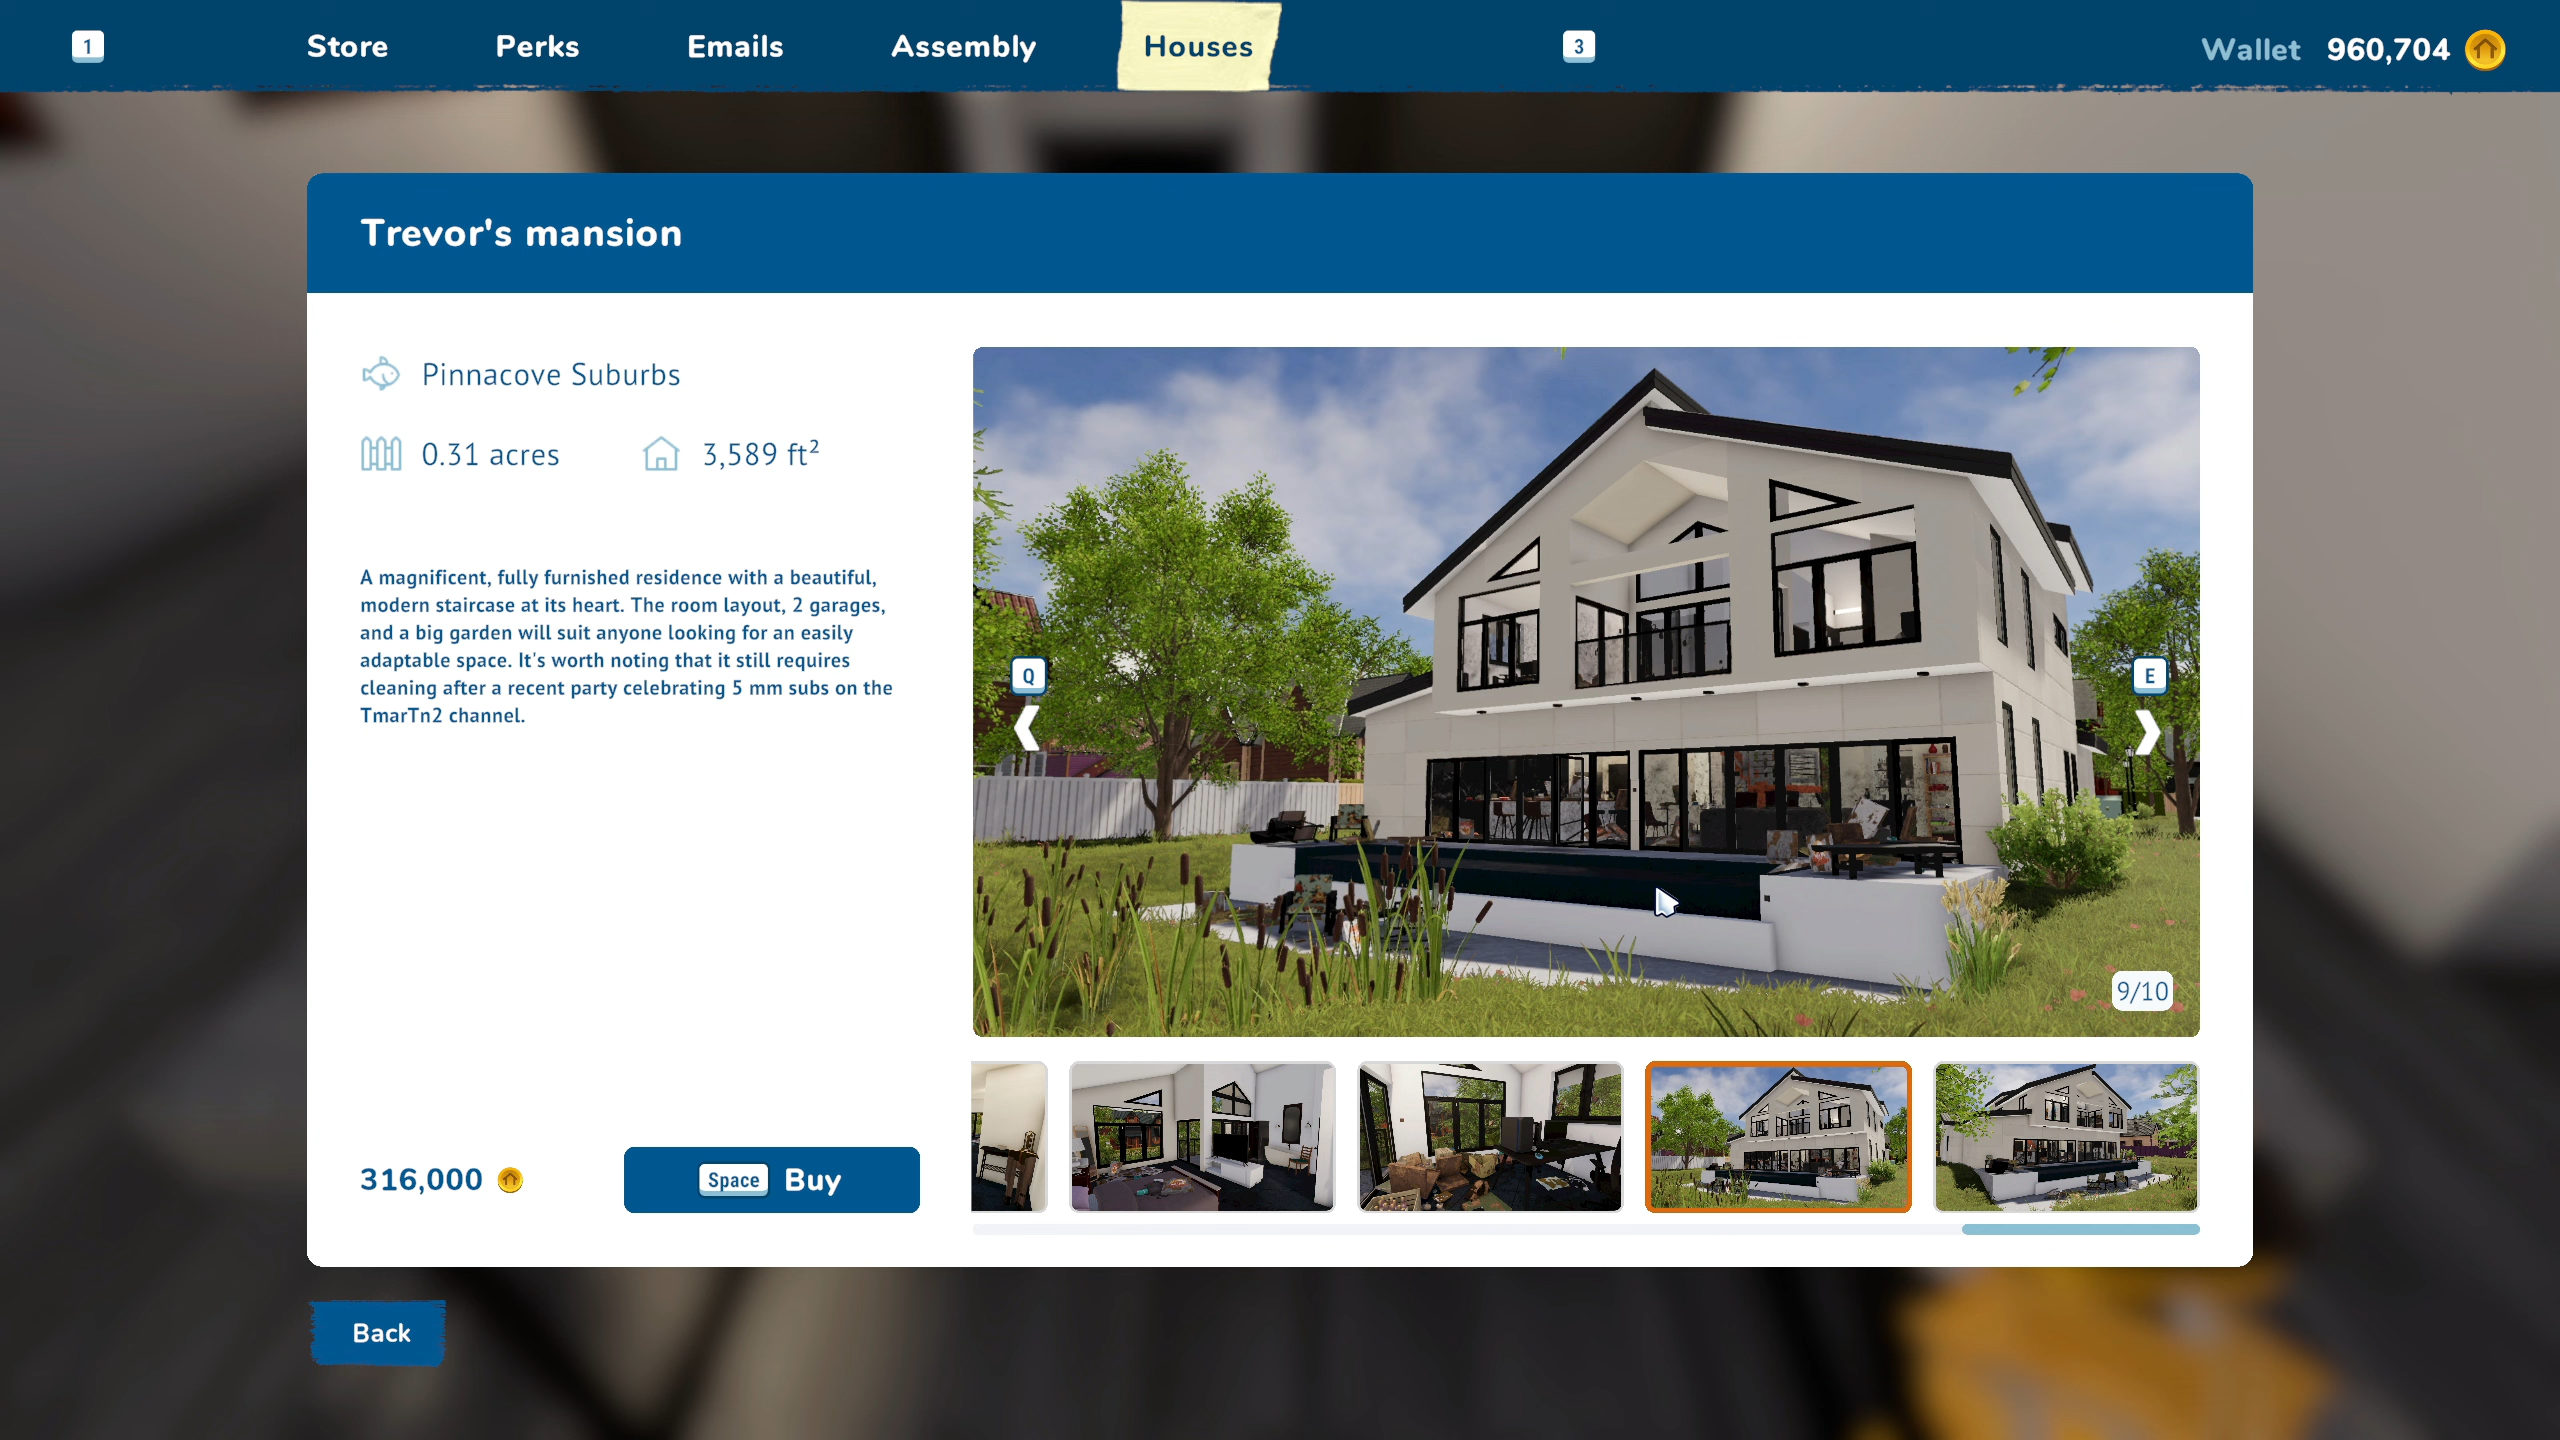 1
Store
Perks
Emails
Assembly
Houses
3
Wallet 960,704
Trevor's mansion
Pinnacove Suburbs
0.31 acres
3,589 ft²
A magnificent, fully furnished residence with a beautiful,
modern staircase at its heart. The room layout, 2 garages,
and a big garden will suit anyone looking for an easily
adaptable space. It's worth noting that it still requires
cleaning after a recent party celebrating 5 mm subs on the
TmarTn2 channel.
Q
E
9/10
316,000
Space Buy
Back